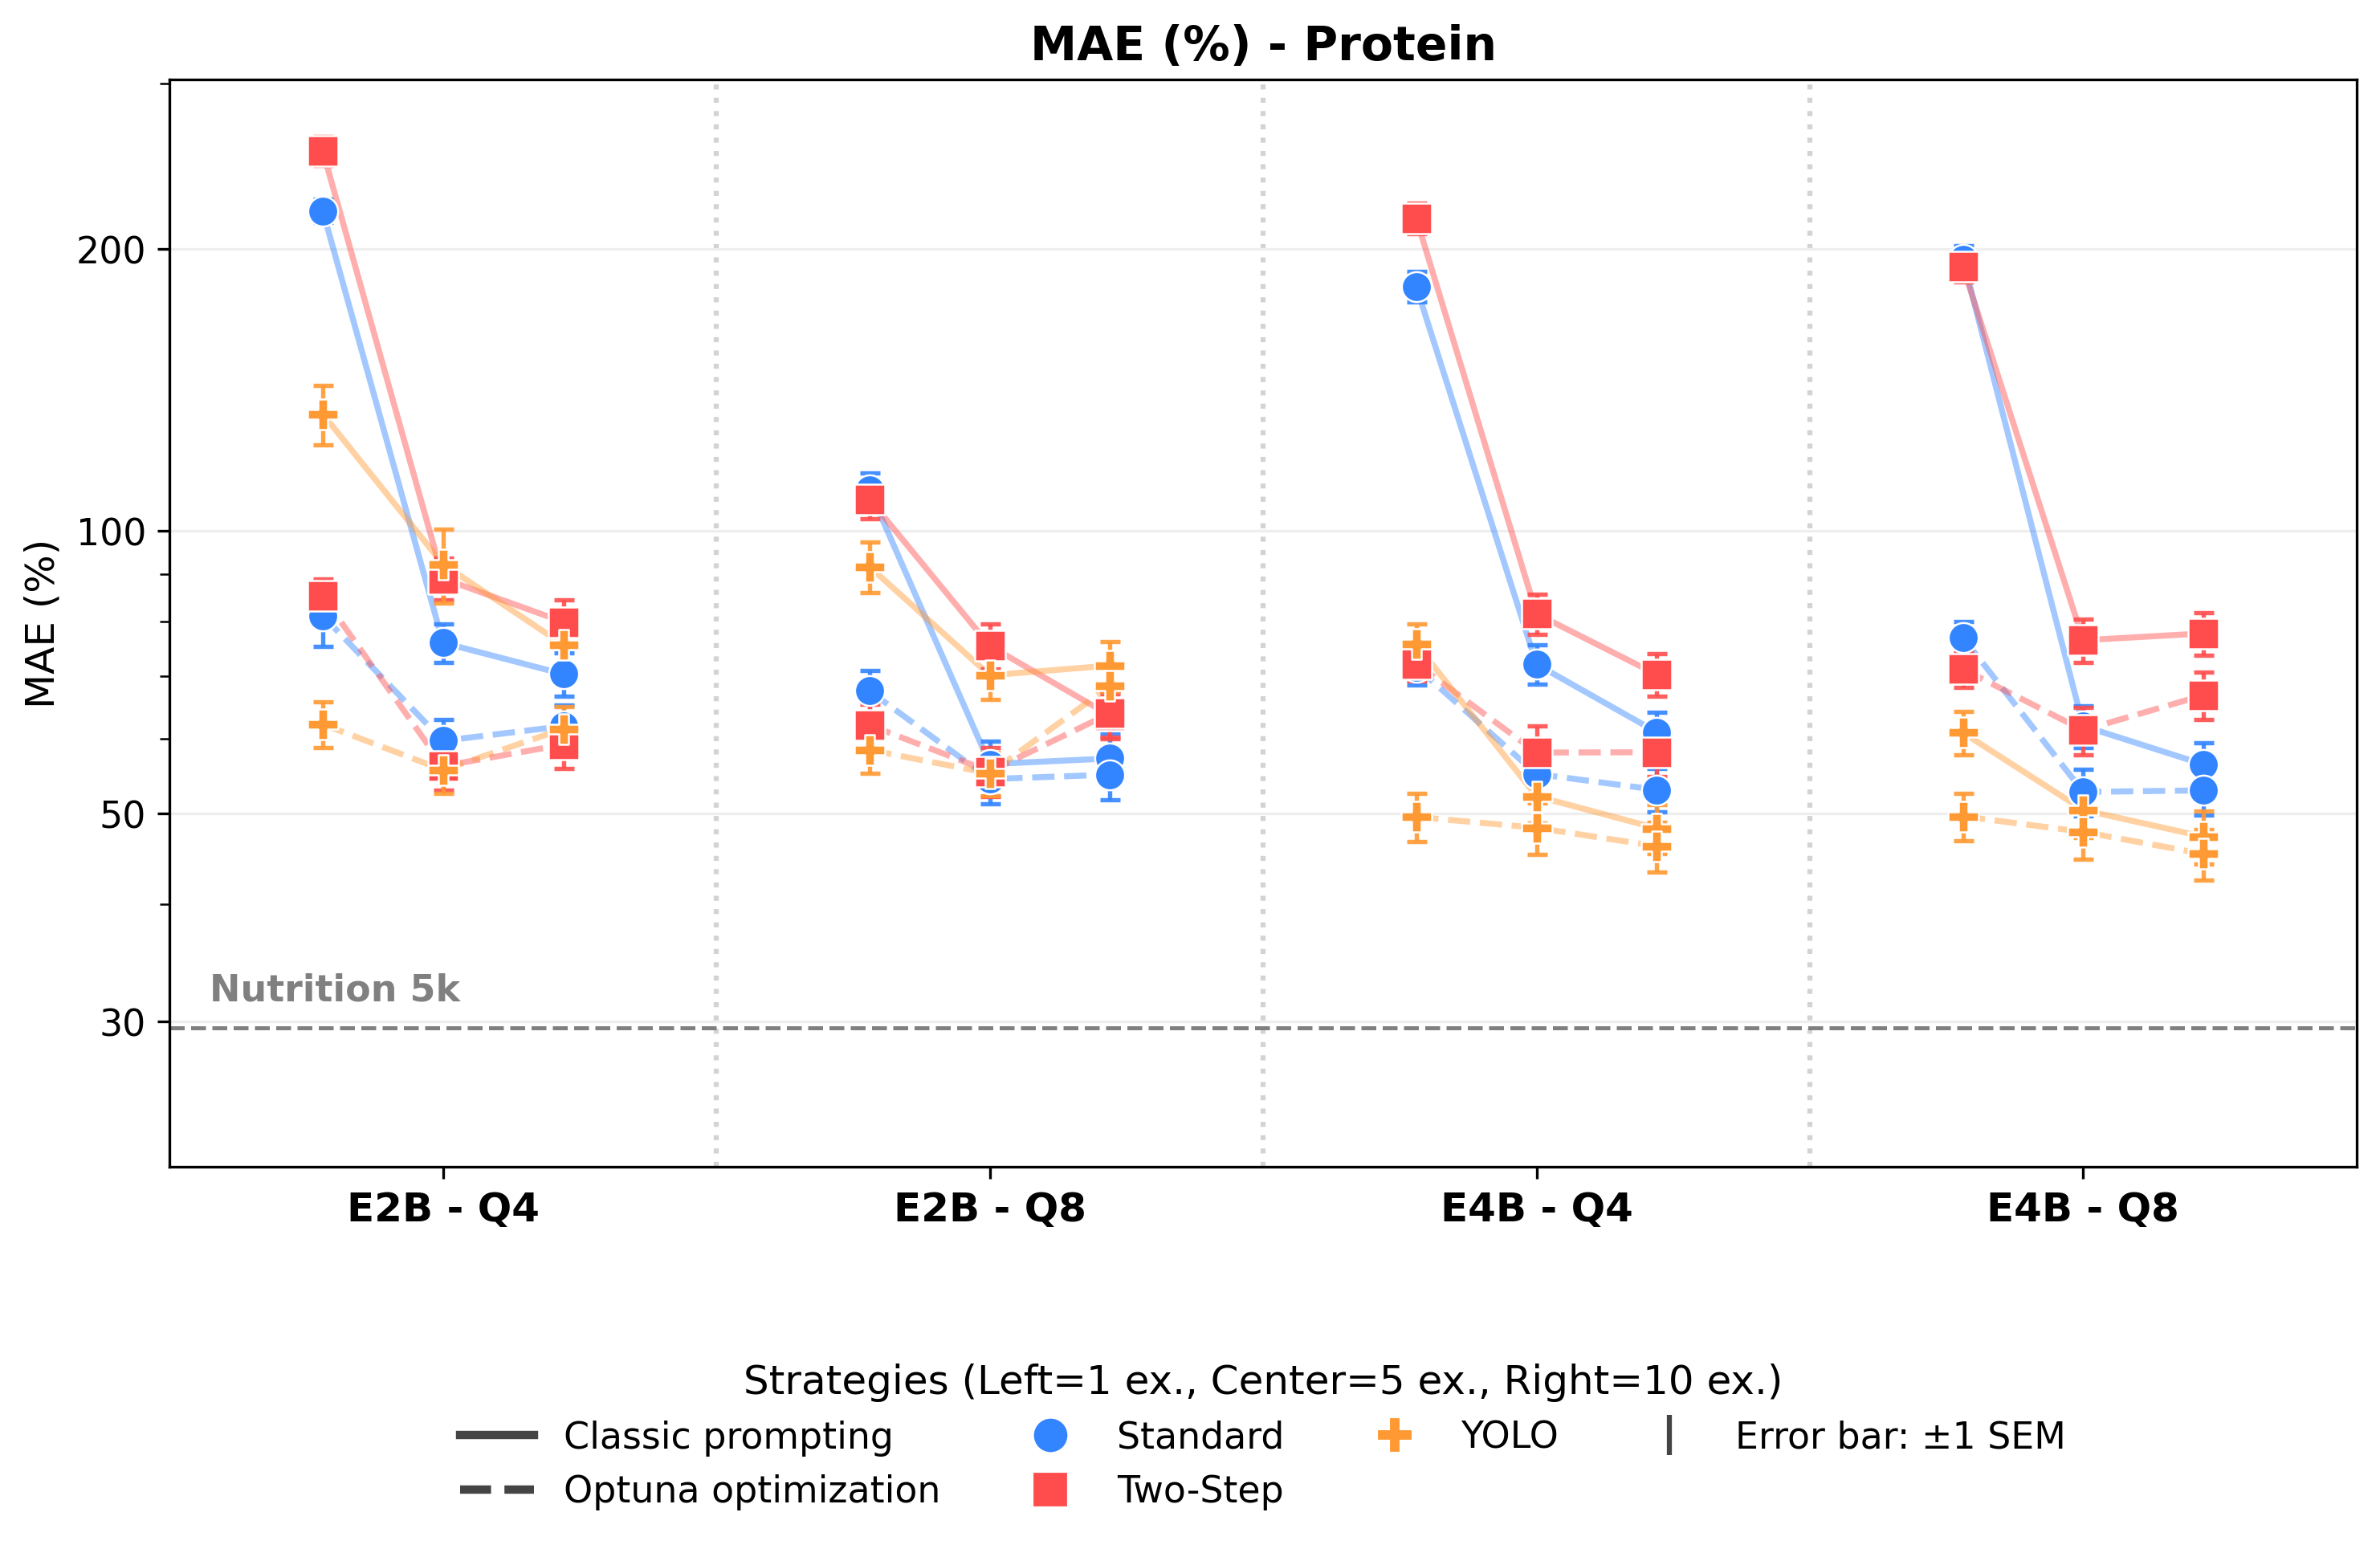 MAE (%) - Protein
MAE (%)
200
100
50
30
Nutrition 5k
E2B - Q4
E2B - Q8
E4B - Q4
E4B - Q8
Strategies (Left=1 ex., Center=5 ex., Right=10 ex.)
Classic prompting
Standard
YOLO
Error bar: ±1 SEM
Optuna optimization
Two-Step